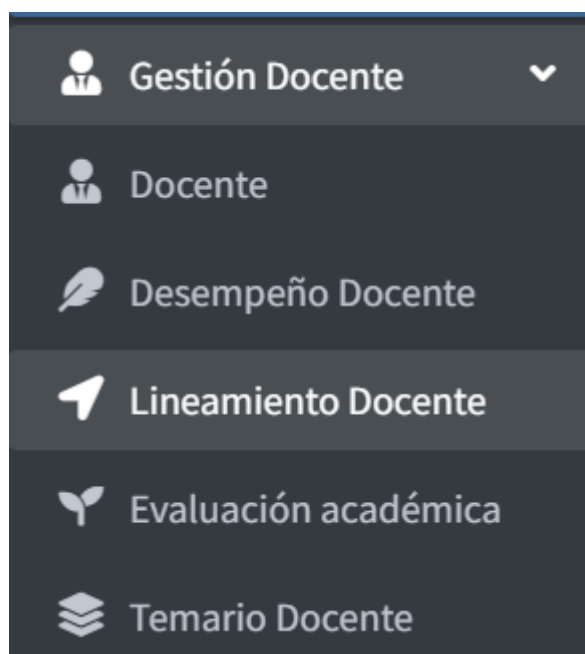 Gestión Docente
Docente
Desempeño Docente
Lineamiento Docente
Evaluación académica
Temario Docente